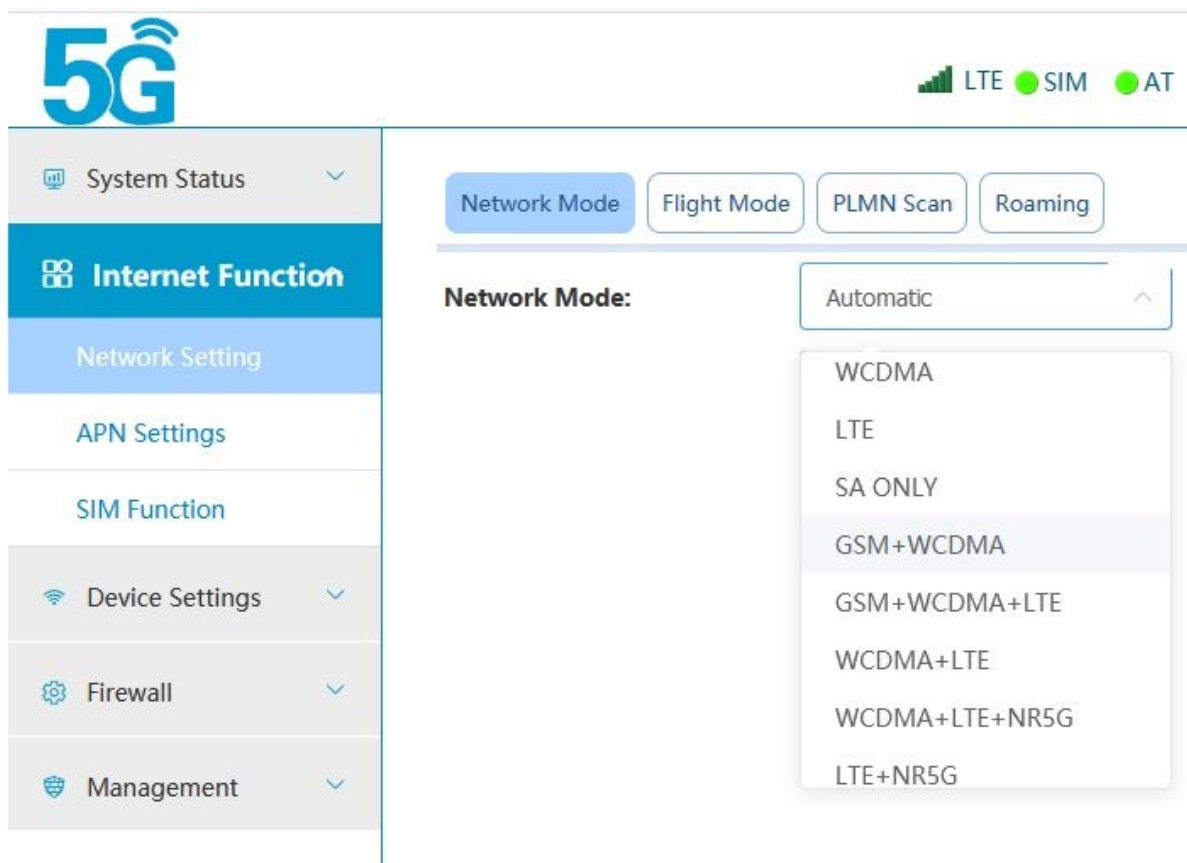 5G
LTE SIM AT
System Status
Internet Function
Network Setting
APN Settings
SIM Function
Device Settings
Firewall
Management
Network Mode Flight Mode PLMN Scan Roaming
Network Mode: Automatic
WCDMA
LTE
SA ONLY
GSM+WCDMA
GSM+WCDMA+LTE
WCDMA+LTE
WCDMA+LTE+NR5G
LTE+NR5G